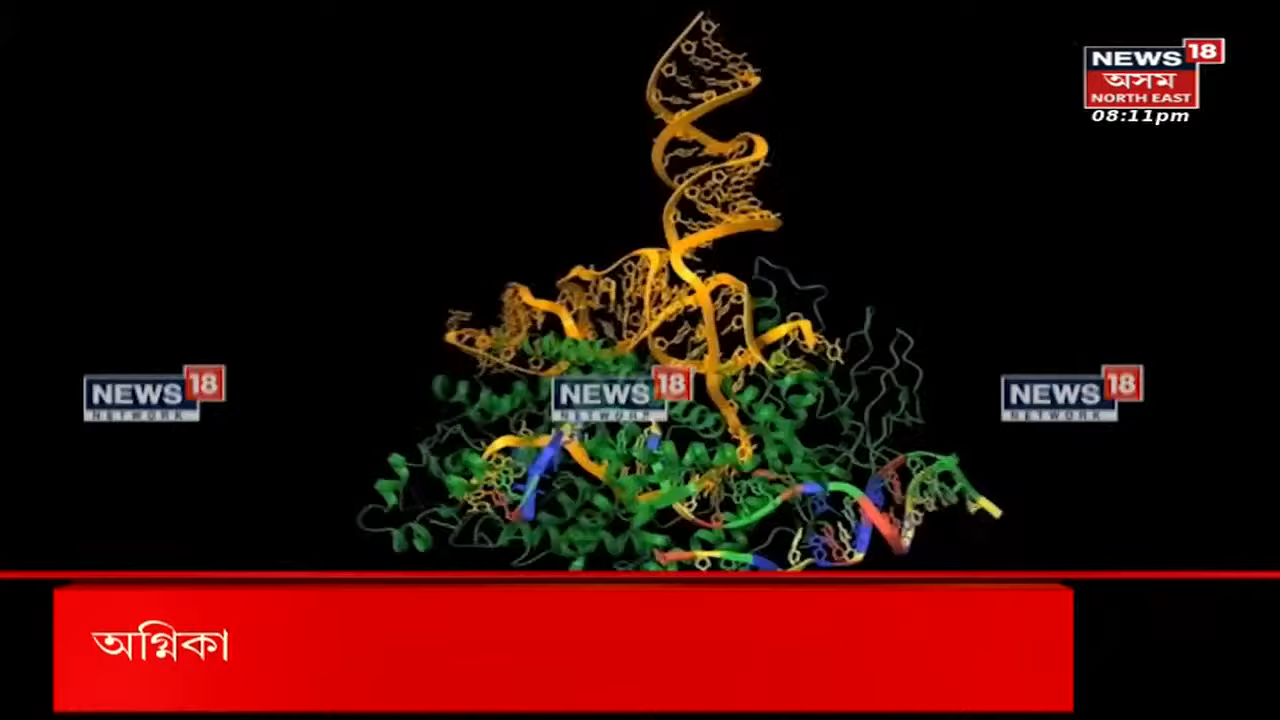 NEWS 18
অসম
NORTH EAST
08:11pm
NEWS 18
NETWORK
NEWS 18
NETWORK
NEWS 18
NETWORK
অগ্নিকা